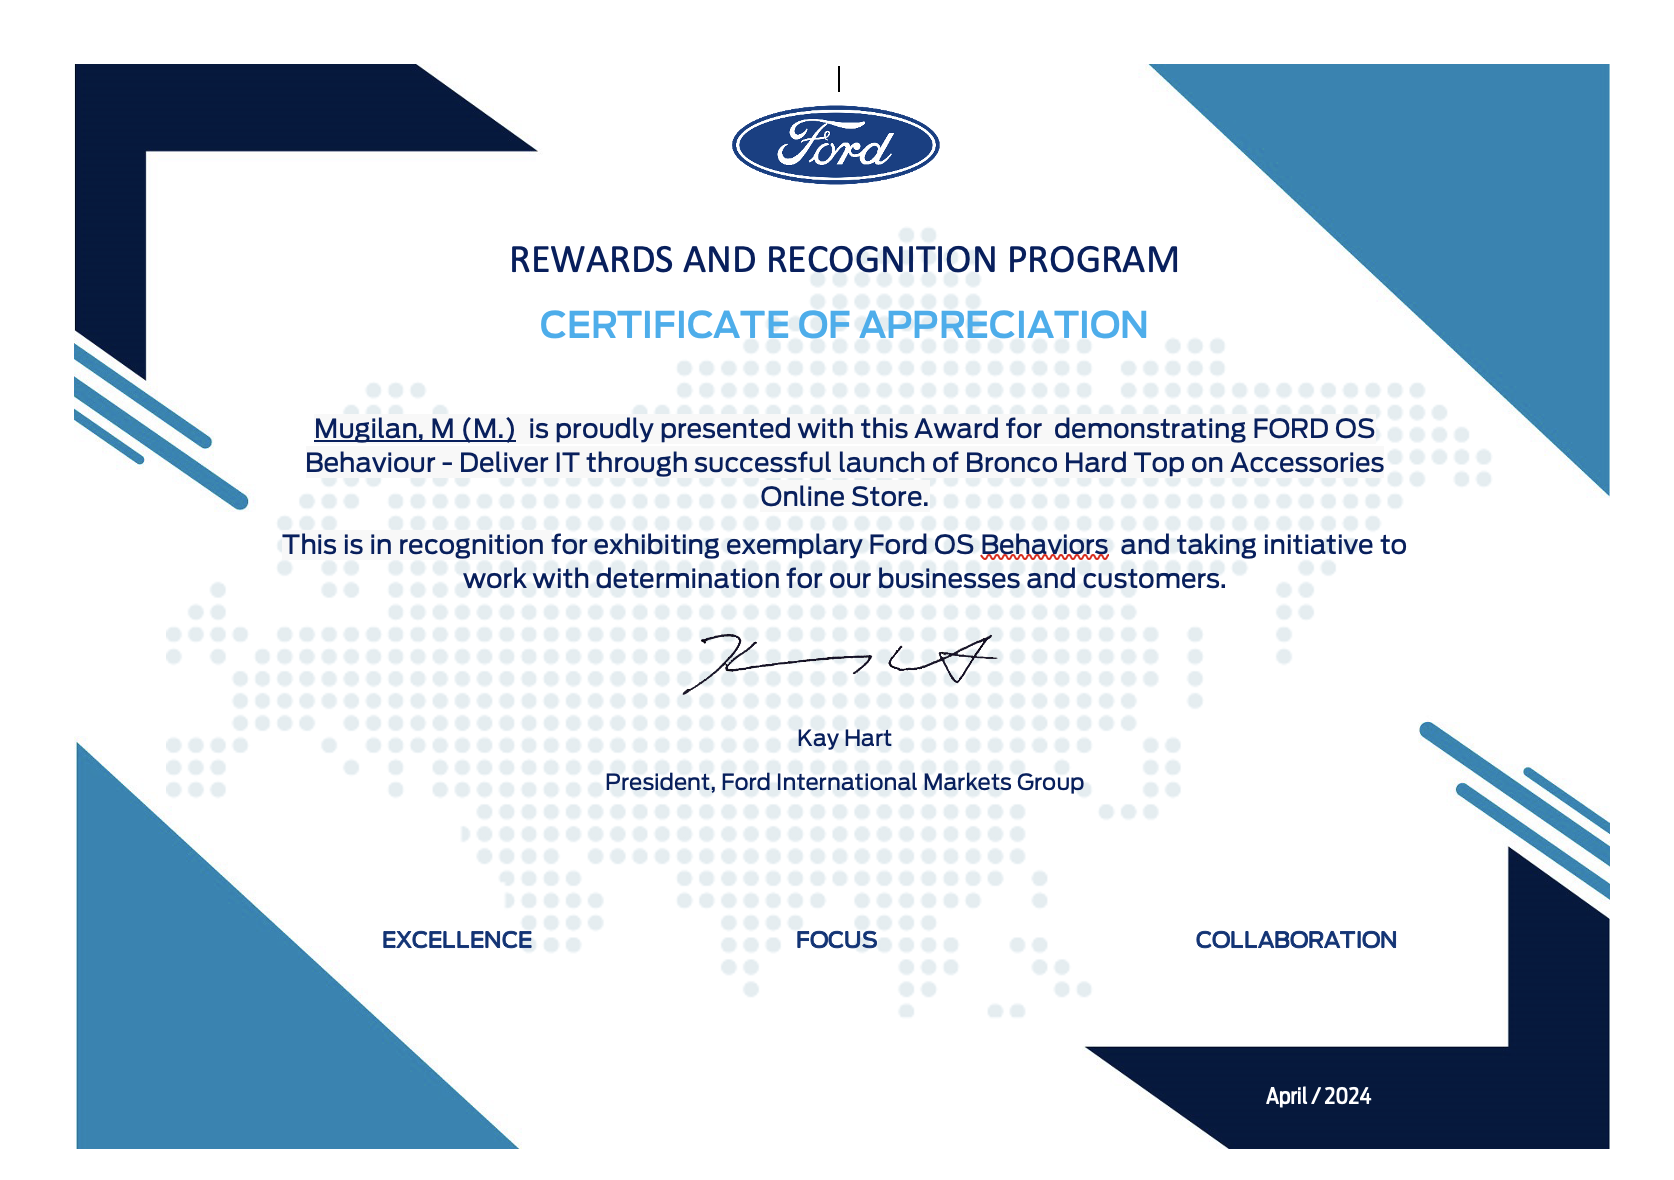 Ford
REWARDS AND RECOGNITION PROGRAM
CERTIFICATE OF APPRECIATION
Mugilan, M (M.) is proudly presented with this Award for demonstrating FORD OS
Behaviour - Deliver IT through successful launch of Bronco Hard Top on Accessories
Online Store.
This is in recognition for exhibiting exemplary Ford OS Behaviors and taking initiative to
work with determination for our businesses and customers.
Kay Hart
President, Ford International Markets Group
EXCELLENCE FOCUS COLLABORATION
April / 2024